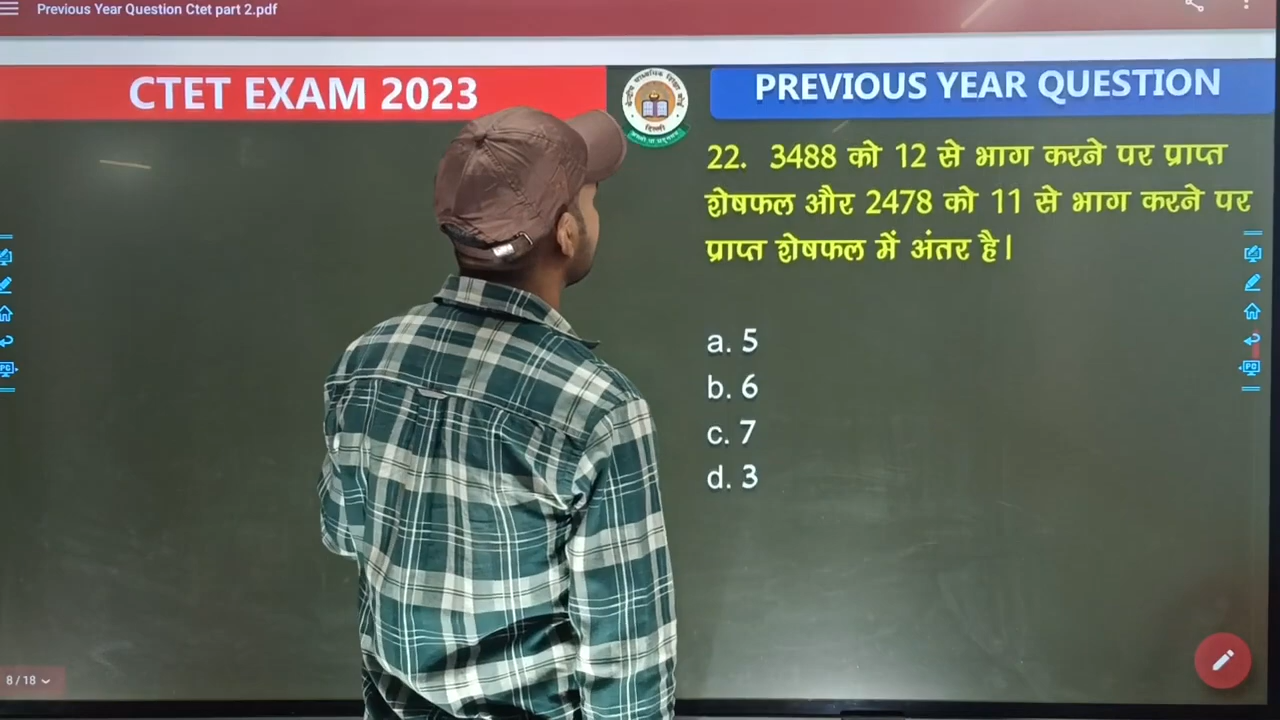 Previous Year Question Ctet part 2.pdf
CTET EXAM 2023
PREVIOUS YEAR QUESTION
22. 3488 को 12 से भाग करने पर प्राप्त
शेषफल और 2478 को 11 से भाग करने पर
प्राप्त शेषफल में अंतर है।
a. 5
b. 6
c. 7
d. 3
8 / 18